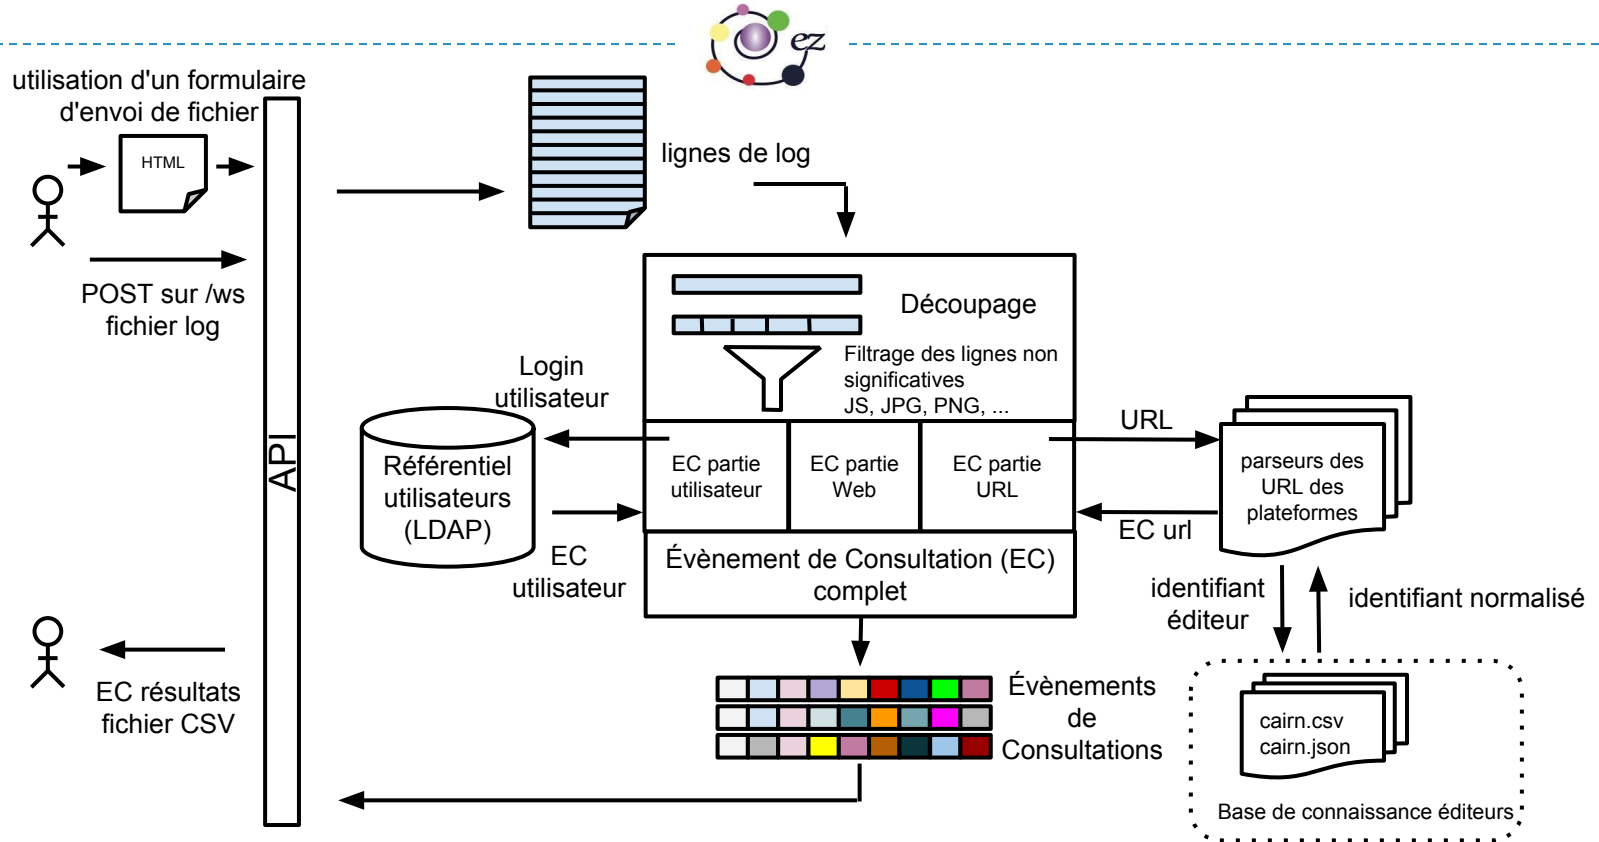 ez
utilisation d'un formulaire
d'envoi de fichier
HTML
lignes de log
POST sur /ws
fichier log
API
Découpage
Filtrage des lignes non
significatives
JS, JPG, PNG, ...
Login
utilisateur
Référentiel
utilisateurs
(LDAP)
EC
utilisateur
EC partie
utilisateur
EC partie
Web
EC partie
URL
Évènement de Consultation (EC)
complet
URL
EC url
parseurs des
URL des
plateformes
identifiant
éditeur
identifiant normalisé
cairn.csv
cairn.json
Base de connaissance éditeurs
Évènements
de
Consultations
EC résultats
fichier CSV